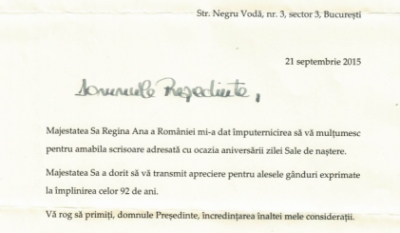 Str. Negru Vodă, nr. 3, sector 3, București
21 septembrie 2015
Domnule Președinte,
Majestatea Sa Regina Ana a României mi-a dat împuternicirea să vă mulțumesc
pentru amabila scrisoare adresată cu ocazia aniversării zilei Sale de naștere.
Majestatea Sa a dorit să vă transmit apreciere pentru alesele gânduri exprimate
la împlinirea celor 92 de ani.
Vă rog să primiți, domnule Președinte, încredințarea înaltei mele considerații.